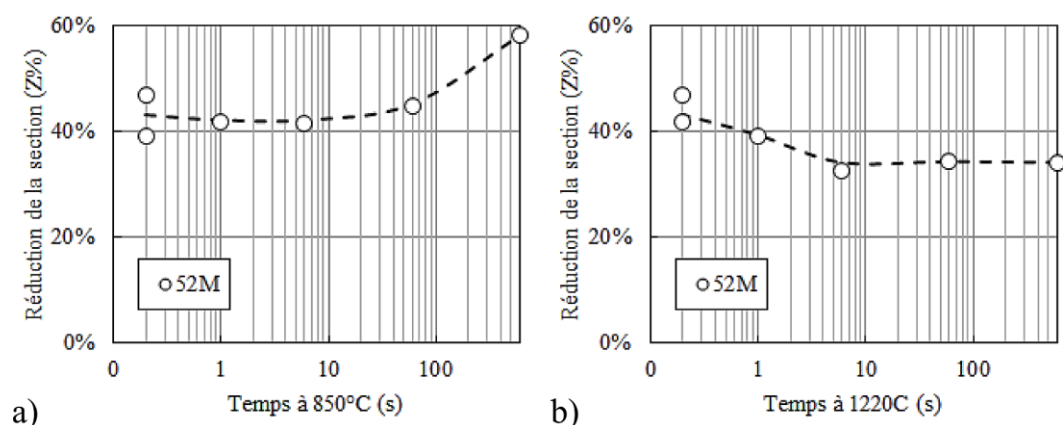 60%
40%
20%
0%
Réduction de la section (Z%)
52M
0 1 10 100
Temps à 850°C (s)
a)
60%
40%
20%
0%
Réduction de la section (Z%)
52M
0 1 10 100
Temps à 1220C (s)
b)